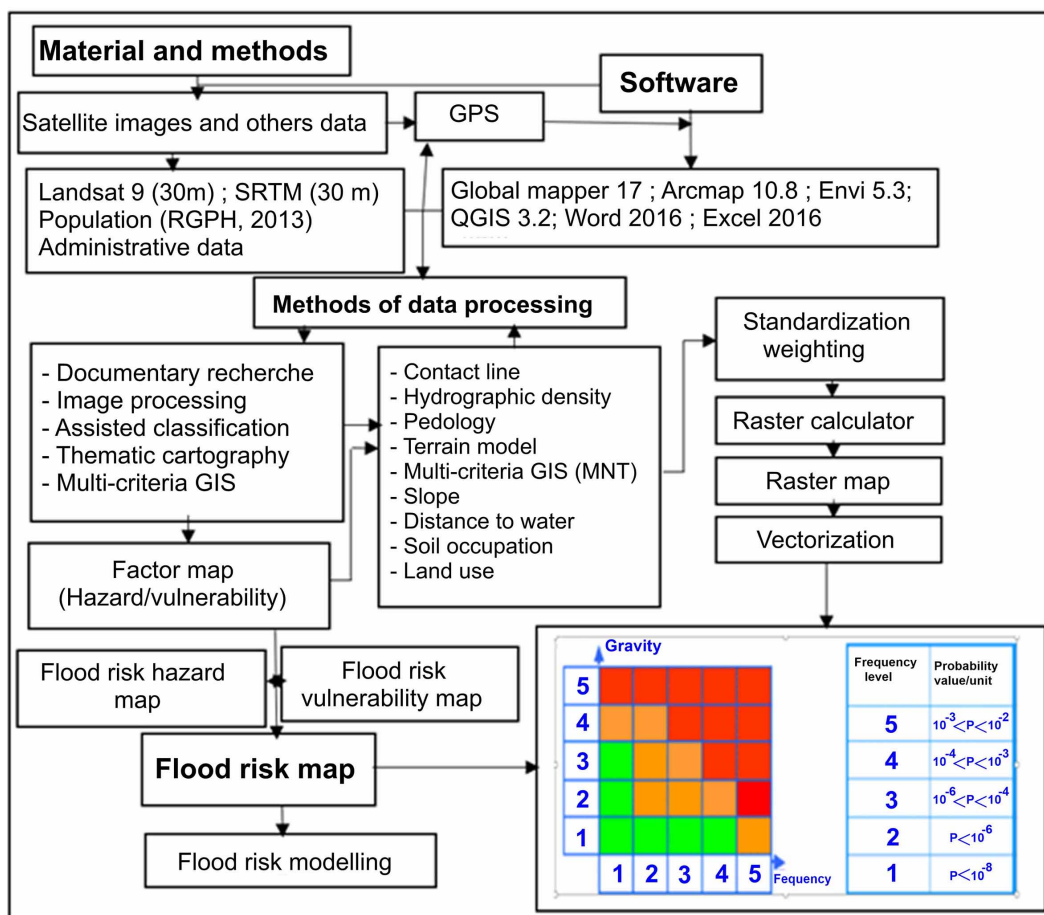 Material and methods
Software
Satellite images and others data
GPS
Landsat 9 (30m) ; SRTM (30 m)
Population (RGPH, 2013)
Administrative data
Global mapper 17 ; Arcmap 10.8 ; Envi 5.3;
QGIS 3.2; Word 2016 ; Excel 2016
Methods of data processing
- Documentary recherche
- Image processing
- Assisted classification
- Thematic cartography
- Multi-criteria GIS
- Contact line
- Hydrographic density
- Pedology
- Terrain model
- Multi-criteria GIS (MNT)
- Slope
- Distance to water
- Soil occupation
- Land use
Standardization
weighting
Raster calculator
Raster map
Vectorization
Factor map
(Hazard/vulnerability)
Flood risk hazard
map
Flood risk
vulnerability map
Flood risk map
Flood risk modelling
Gravity
5
4
3
2
1
1 2 3 4 5
Fequency
Frequency
level
Probability
value/unit
5 10⁻³<P<10⁻²
4 10⁻⁴<P<10⁻³
3 10⁻⁶<P<10⁻⁴
2 P<10⁻⁶
1 P<10⁻⁸